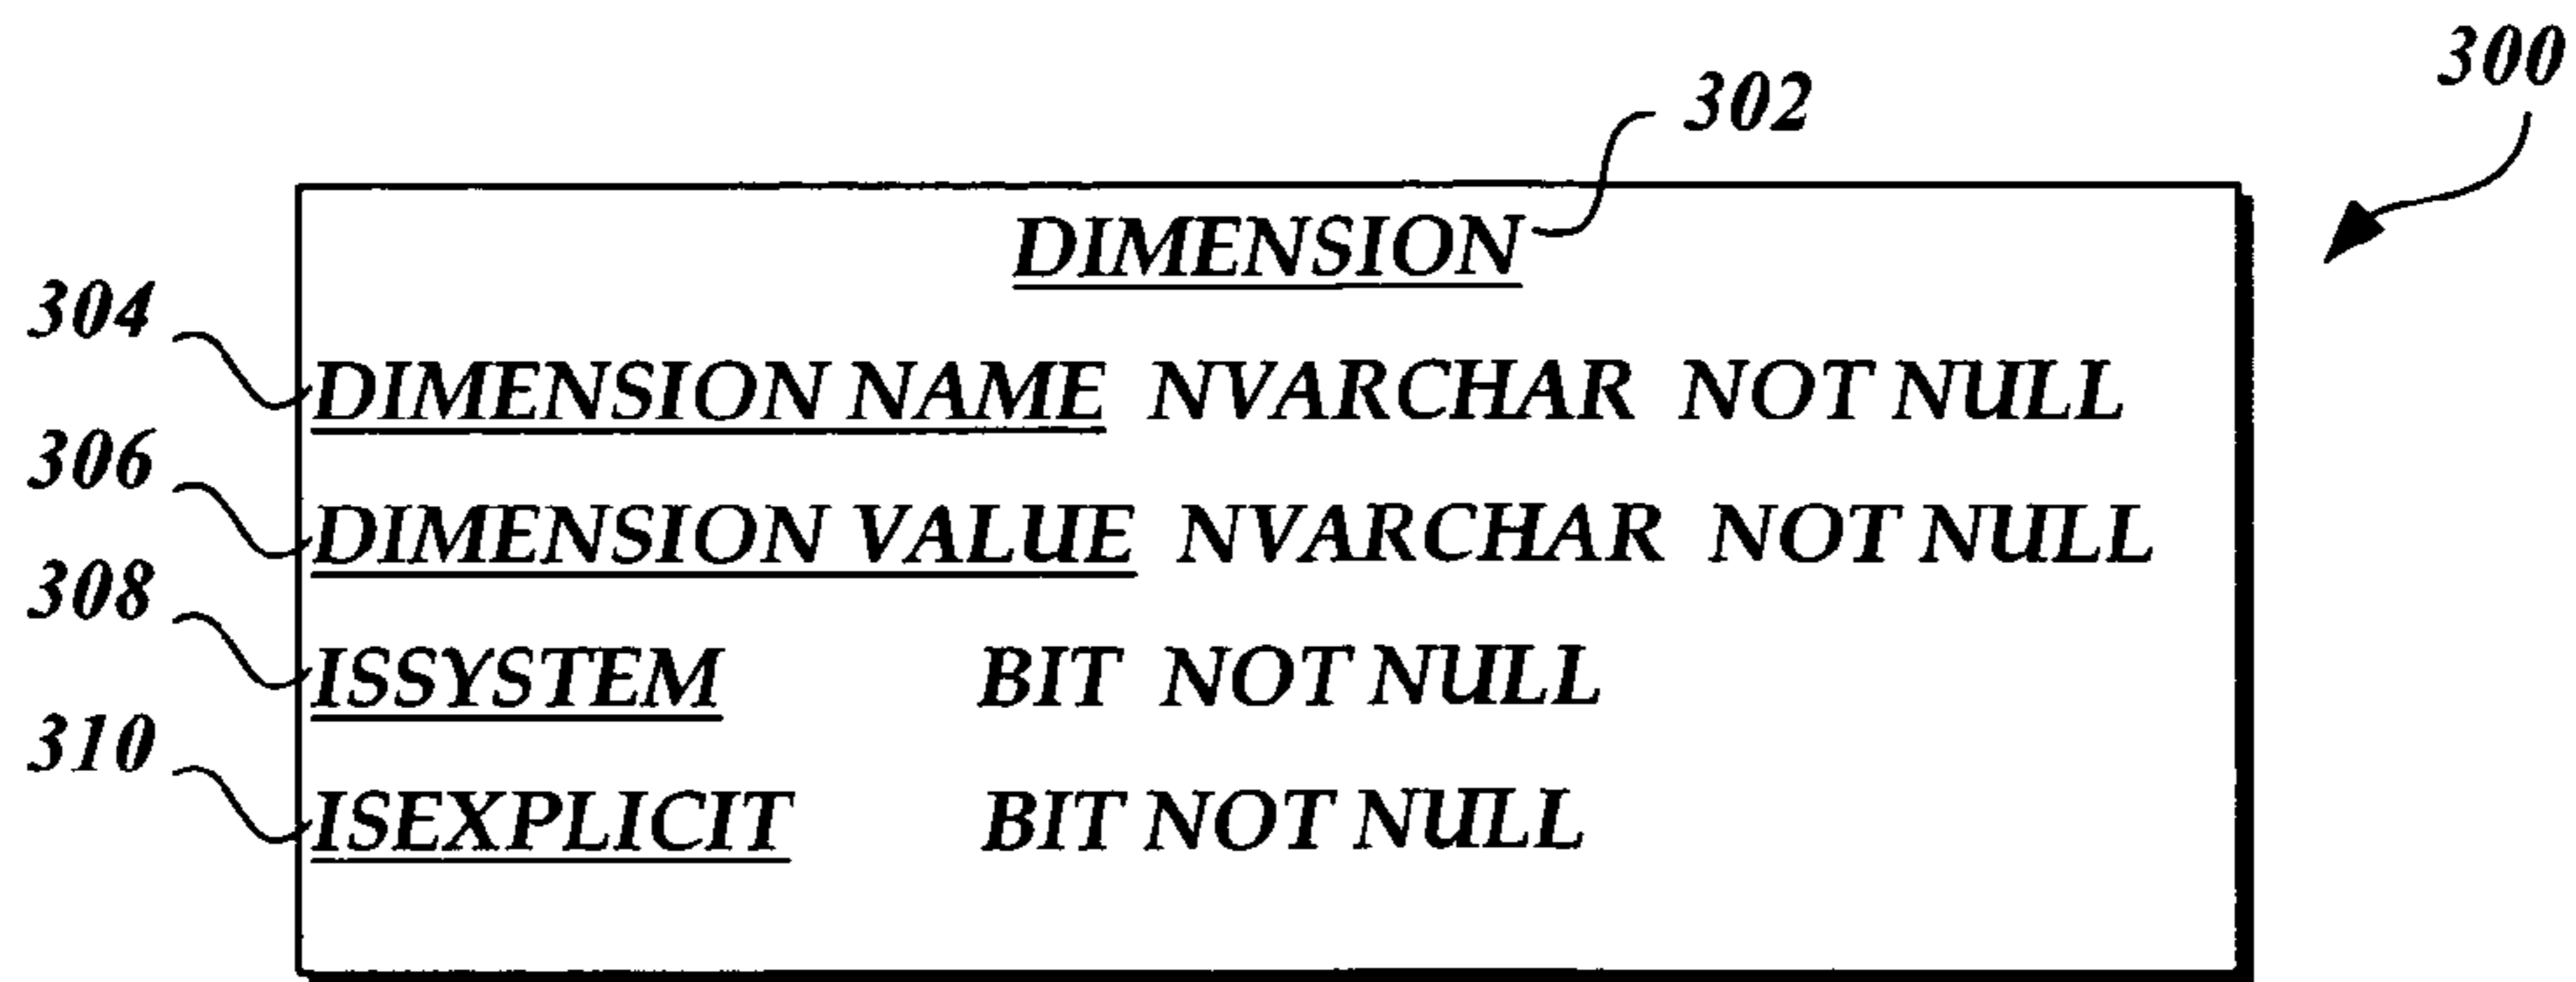 300
302
DIMENSION
304
DIMENSION NAME NVARCHAR NOT NULL
306
DIMENSION VALUE NVARCHAR NOT NULL
308
ISSYSTEM BIT NOT NULL
310
ISEXPLICIT BIT NOT NULL